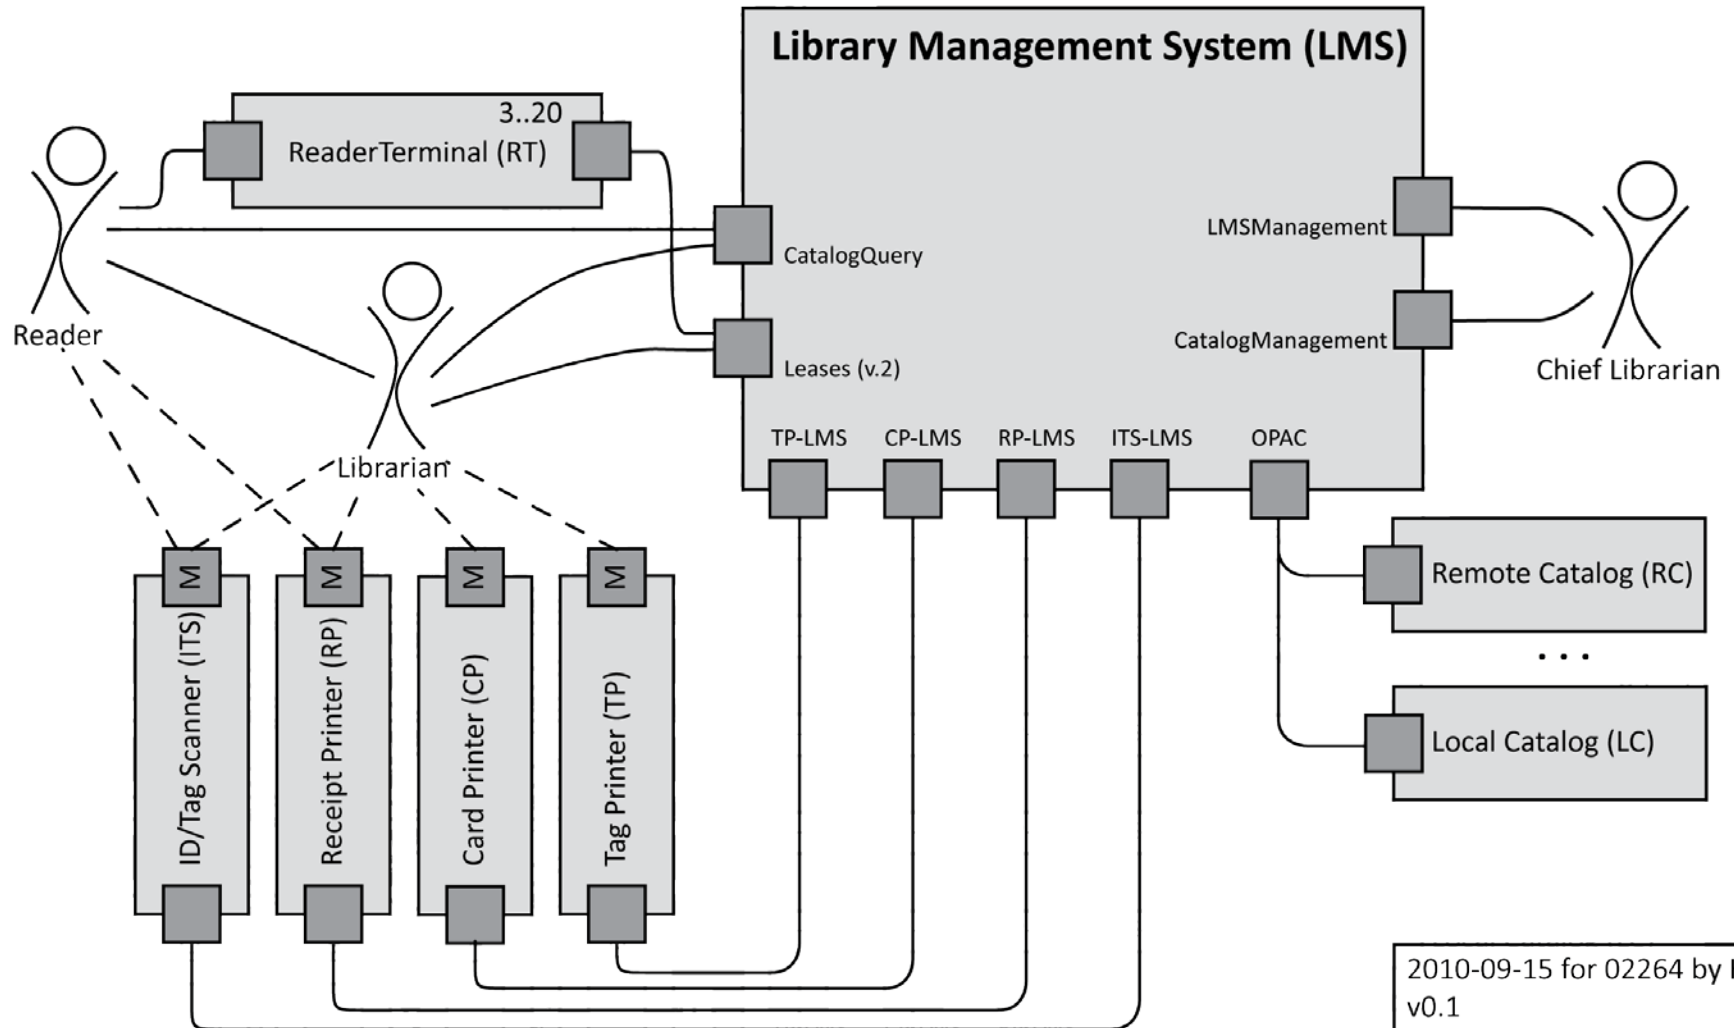 Library Management System (LMS)
3..20
ReaderTerminal (RT)
Reader
CatalogQuery
LMSManagement
Leases (v.2)
CatalogManagement
Chief Librarian
Librarian
TP-LMS
CP-LMS
RP-LMS
ITS-LMS
OPAC
M
M
M
M
ID/Tag Scanner (ITS)
Receipt Printer (RP)
Card Printer (CP)
Tag Printer (TP)
Remote Catalog (RC)
...
Local Catalog (LC)
2010-09-15 for 02264 by
v0.1